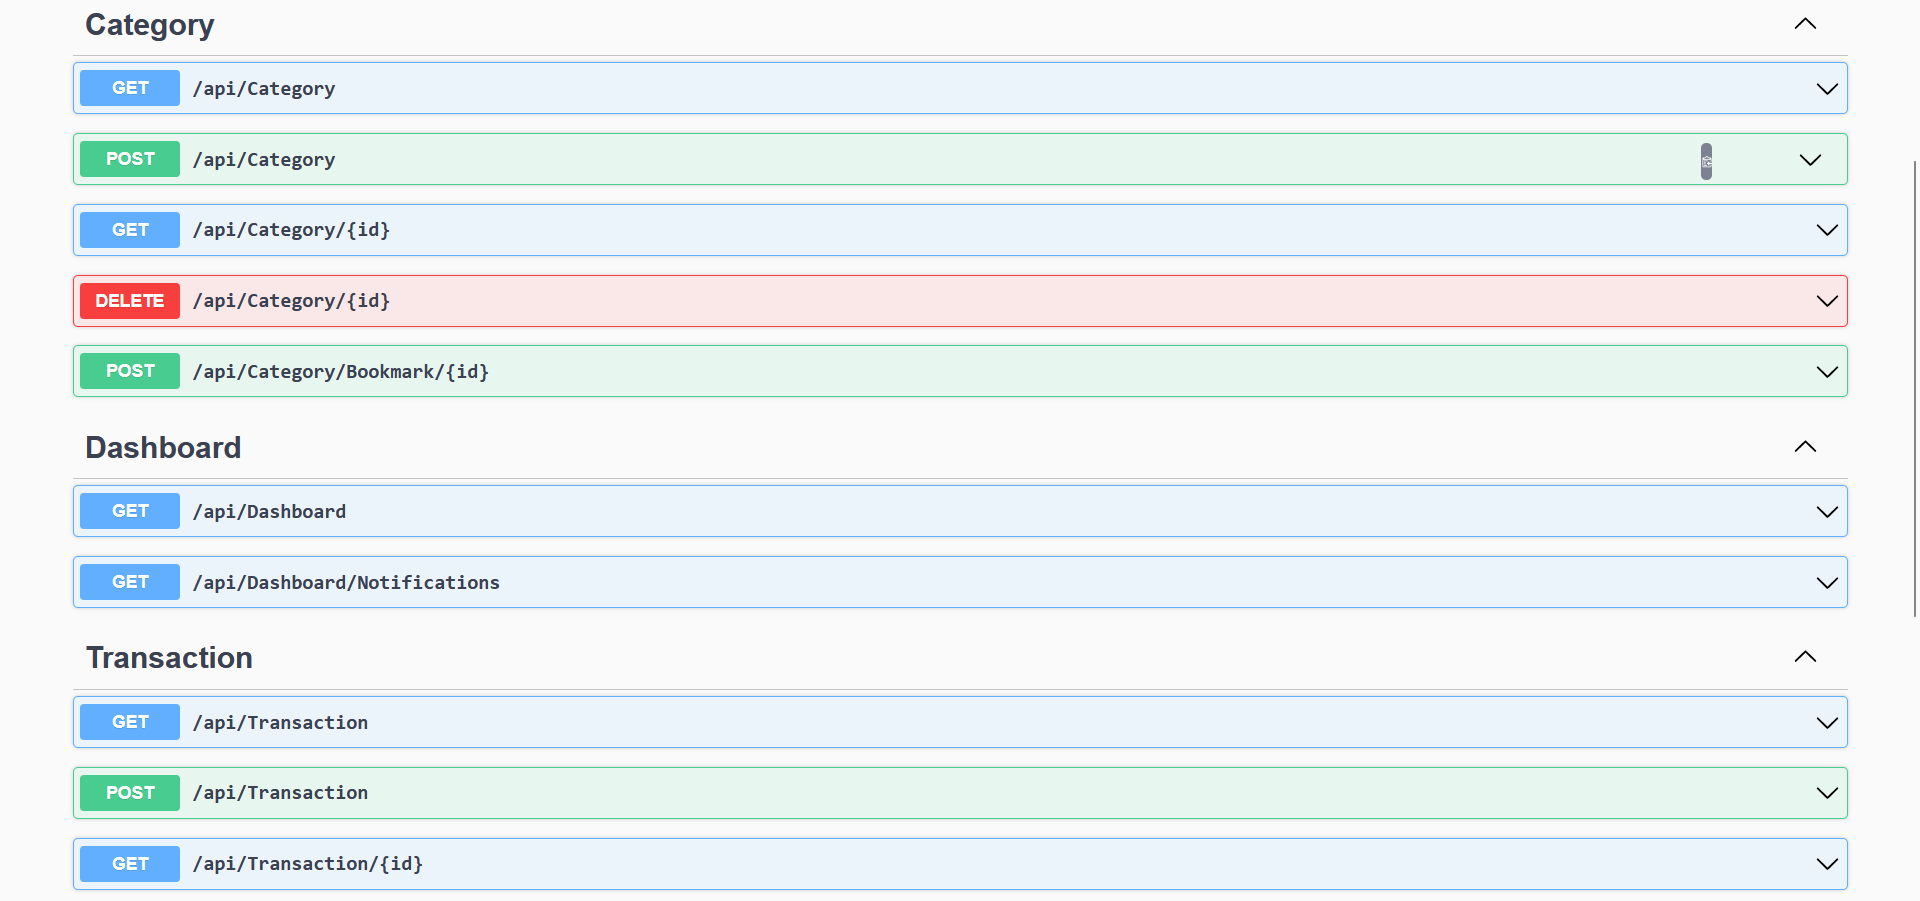 Category
GET /api/Category
POST /api/Category
GET /api/Category/{id}
DELETE /api/Category/{id}
POST /api/Category/Bookmark/{id}
Dashboard
GET /api/Dashboard
GET /api/Dashboard/Notifications
Transaction
GET /api/Transaction
POST /api/Transaction
GET /api/Transaction/{id}